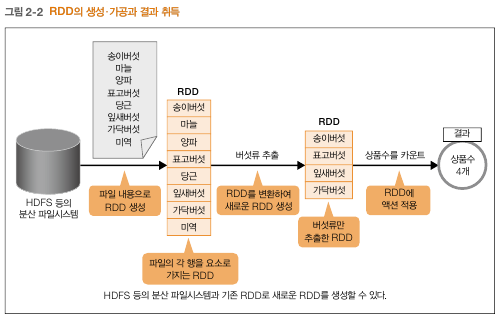 그림 2-2 RDD의 생성·가공과 결과 취득
송이버섯
마늘
양파
표고버섯
당근
잎새버섯
가닥버섯
미역
HDFS 등의
분산 파일시스템
파일 내용으로
RDD 생성
RDD
송이버섯
마늘
양파
표고버섯
당근
잎새버섯
가닥버섯
미역
파일의 각 행을 요소로
가지는 RDD
버섯류 추출
RDD를 변환하여
새로운 RDD 생성
RDD
송이버섯
표고버섯
잎새버섯
가닥버섯
버섯류만
추출한 RDD
상품수를 카운트
RDD에
액션 적용
결과
상품수
4개
HDFS 등의 분산 파일시스템과 기존 RDD로 새로운 RDD를 생성할 수 있다.